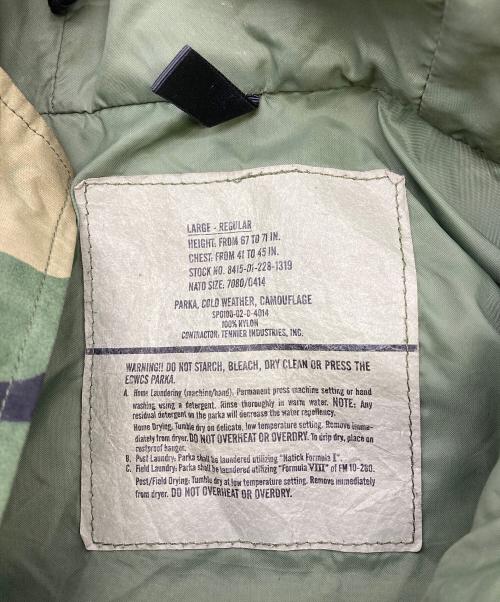 LARGE - REGULAR
HEIGHT: FROM 67 TO 71 IN.
CHEST: FROM 41 TO 45 IN.
STOCK NO. 8415-01-228-1319
NATO SIZE: 7080/0414
PARKA, COLD WEATHER, CAMOUFLAGE
SPO100-02-D-4014
100% NYLON
CONTRACTOR: TENNIER INDUSTRIES, INC.
WARNING!! DO NOT STARCH, BLEACH, DRY CLEAN OR PRESS THE
ECWCS PARKA.
A. Home Laundering (machine/hand). Permanent press machine setting or hand
washing using a detergent. Rinse thoroughly in warm water. NOTE: Any
residual detergent on the parka will decrease the water repellency.
Home Drying. Tumble dry on delicate, low temperature setting. Remove imme-
diately from dryer. DO NOT OVERHEAT OR OVERDRY. To drip dry, place on
rustproof hanger.
B. Post Laundry: Parka shall be laundered utilizing "Natick Formula I".
C. Field Laundry: Parka shall be laundered utilizing "Formula VIII" of FM 10-280.
Post/Field Drying: Tumble dry at low temperature setting. Remove immediately
from dryer. DO NOT OVERHEAT OR OVERDRY.